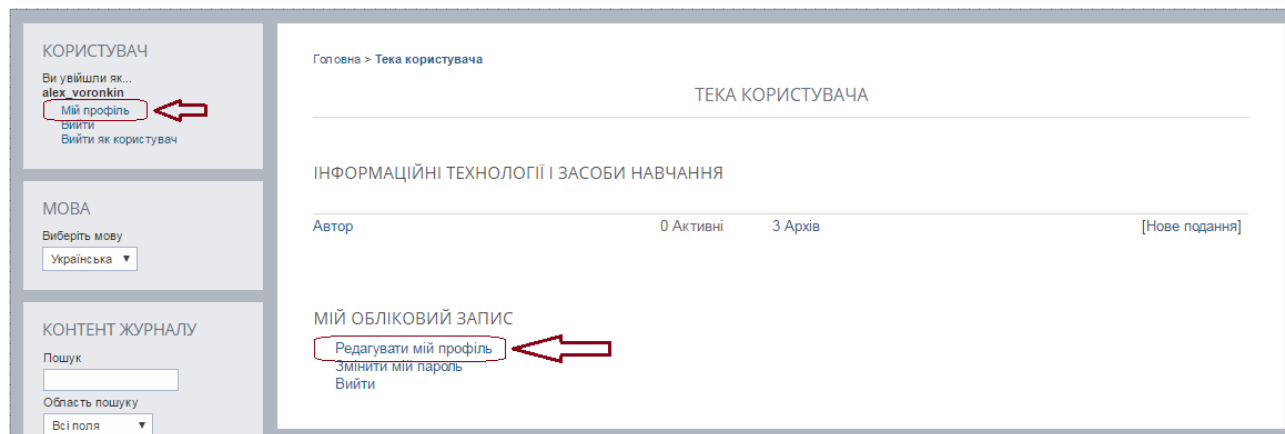 КОРИСТУВАЧ
Ви увійшли як...
alex_voronkin
Мій профіль
Вийти
Вийти як користувач
МОВА
Виберіть мову
Українська
КОНТЕНТ ЖУРНАЛУ
Пошук
Область пошуку
Всі поля
Головна > Тека користувача
ТЕКА КОРИСТУВАЧА
ІНФОРМАЦІЙНІ ТЕХНОЛОГІЇ І ЗАСОБИ НАВЧАННЯ
Автор 0 Активні 3 Архів [Нове подання]
МІЙ ОБЛІКОВИЙ ЗАПИС
Редагувати мій профіль
Змінити мій пароль
Вийти